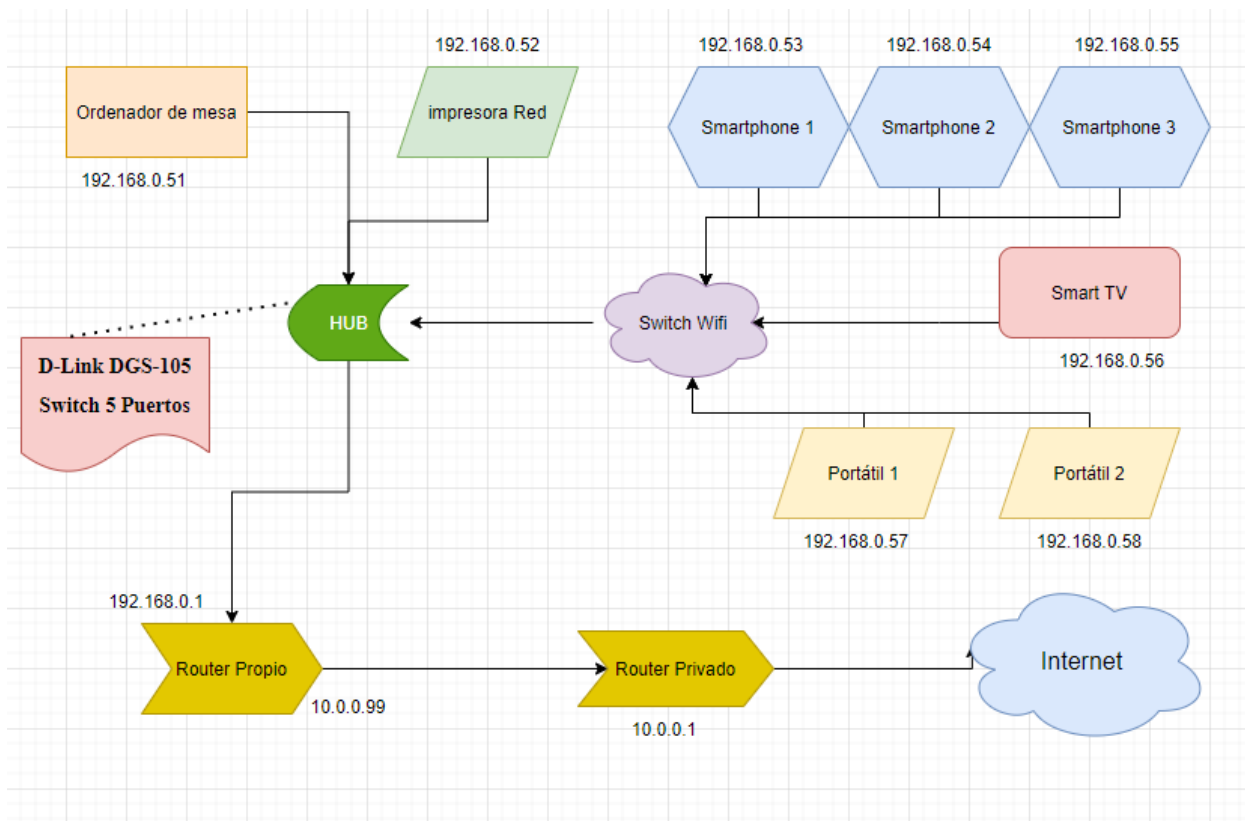 192.168.0.52
192.168.0.53
192.168.0.54
192.168.0.55
Ordenador de mesa
impresora Red
Smartphone 1
Smartphone 2
Smartphone 3
192.168.0.51
Smart TV
HUB
Switch Wifi
192.168.0.56
D-Link DGS-105
Switch 5 Puertos
Portátil 1
Portátil 2
192.168.0.57
192.168.0.58
192.168.0.1
Router Propio
Router Privado
Internet
10.0.0.99
10.0.0.1